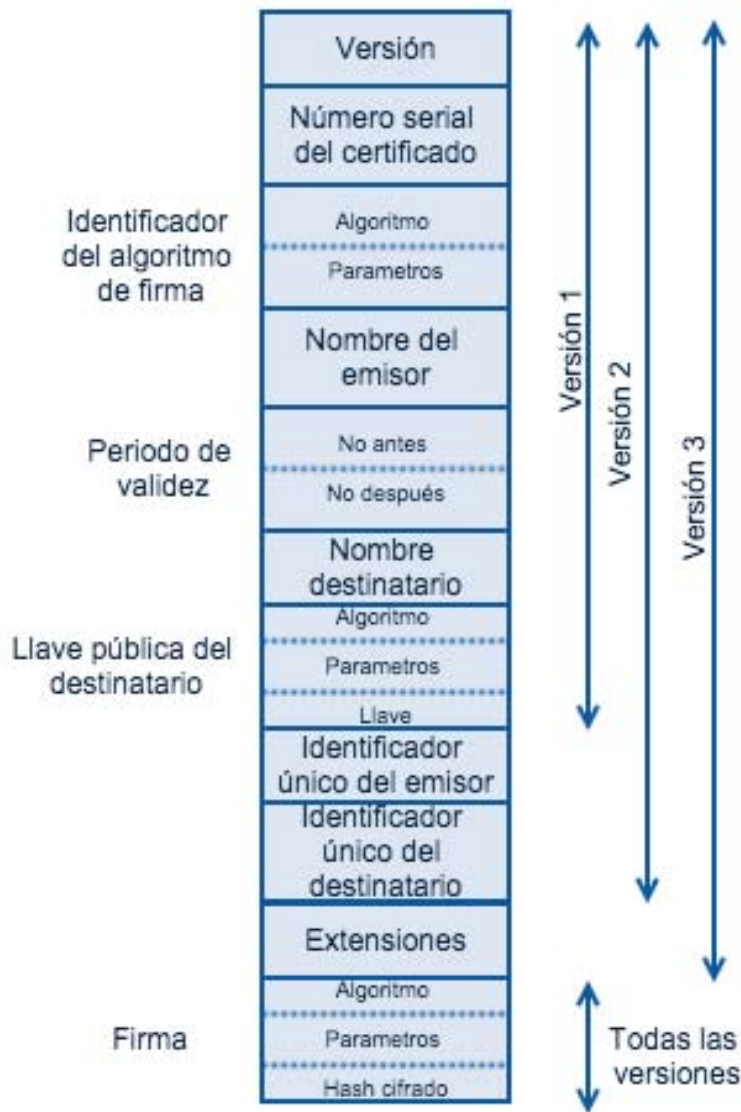 Versión
Número serial
del certificado
Identificador
del algoritmo
de firma
Algoritmo
Parametros
Nombre del
emisor
Periodo de
validez
No antes
No después
Nombre
destinatario
Llave pública del
destinatario
Algoritmo
Parametros
Llave
Identificador
único del emisor
Identificador
único del
destinatario
Extensiones
Firma
Algoritmo
Parametros
Hash cifrado
Versión 1
Versión 2
Versión 3
Todas las
versiones